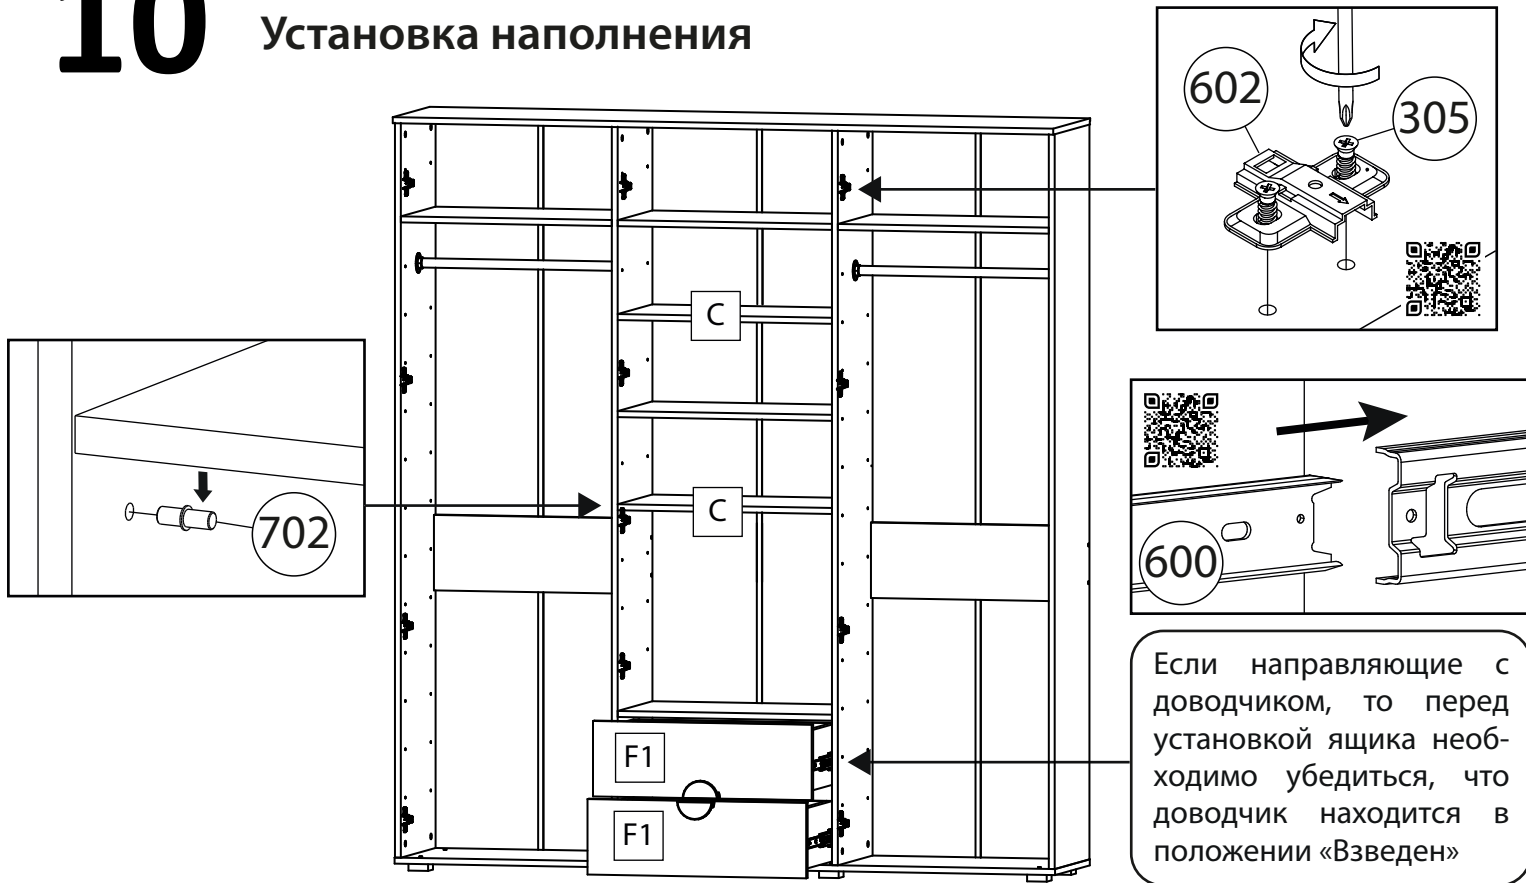 10
Установка наполнения
602
305
C
C
702
600
F1
F1
Если направляющие с
доводчиком, то перед
установкой ящика необ-
ходимо убедиться, что
доводчик находится в
положении «Взведен»